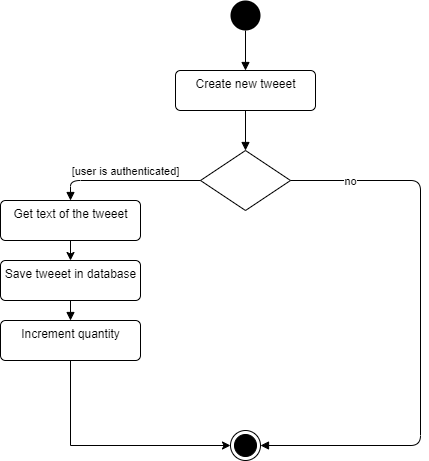 Create new tweeet
[user is authenticated]
no
Get text of the tweeet
Save tweeet in database
Increment quantity